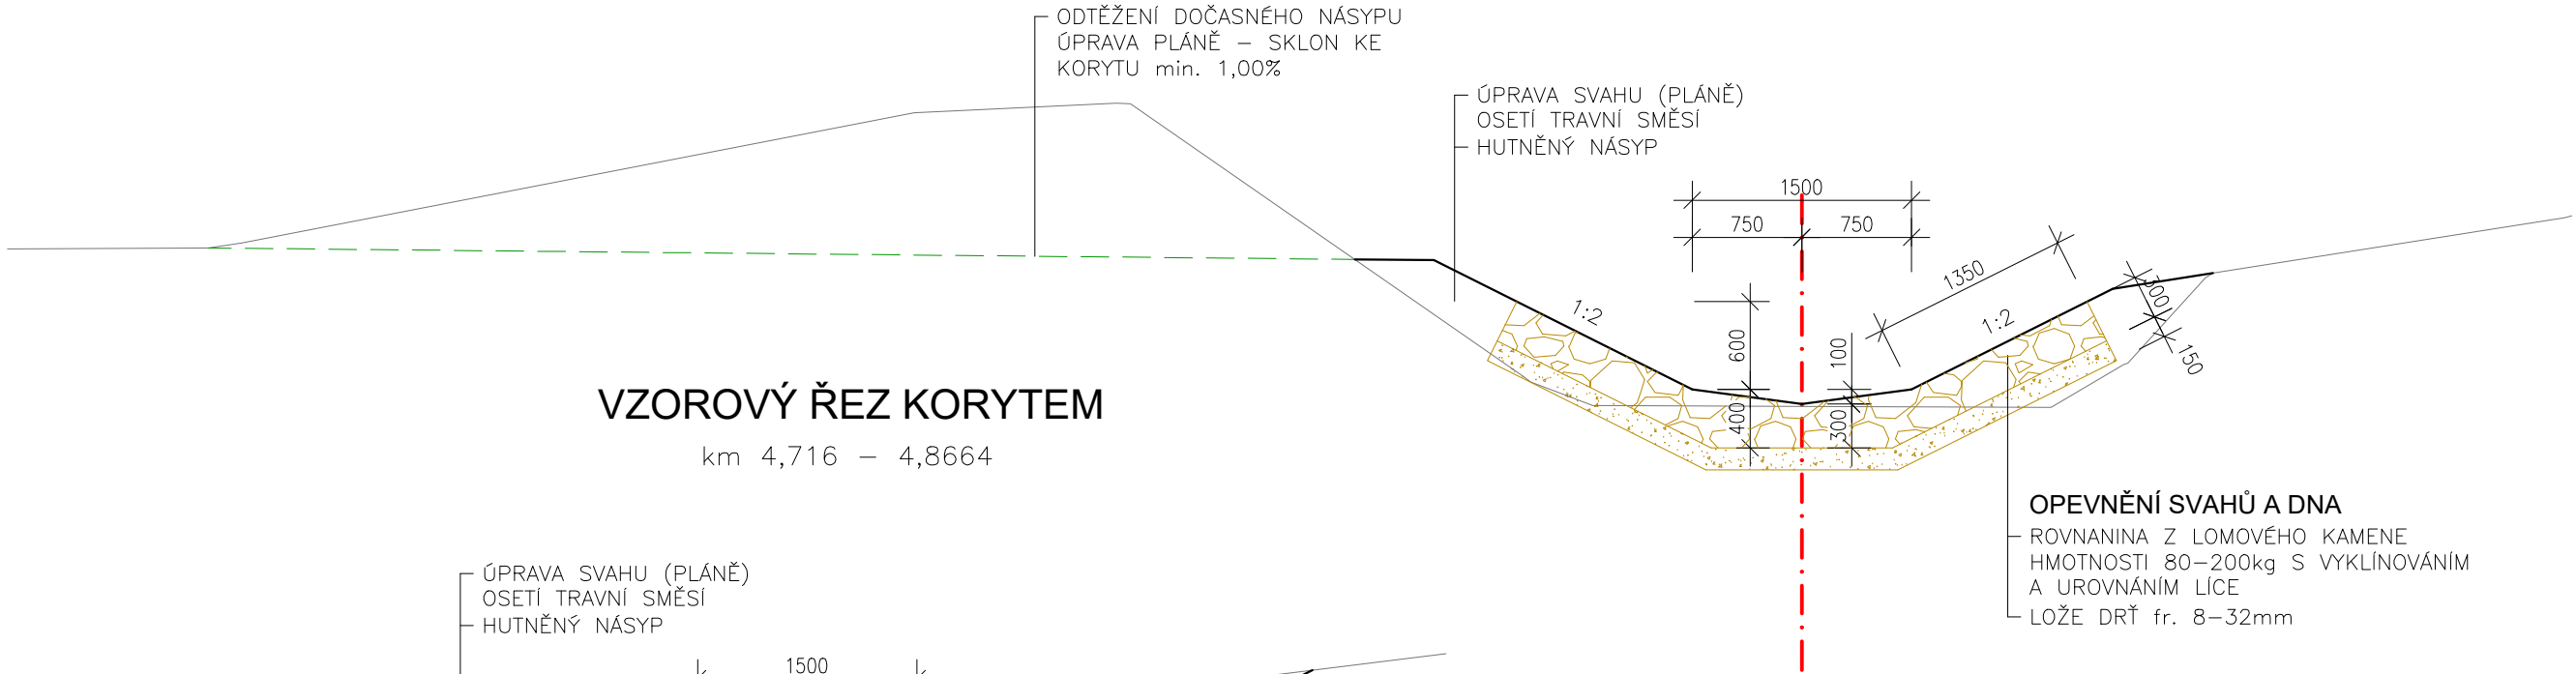 ODTĚŽENÍ DOČASNÉHO NÁSYPU
ÚPRAVA PLÁNĚ – SKLON KE
KORYTU min. 1,00%
ÚPRAVA SVAHU (PLÁNĚ)
OSETÍ TRAVNÍ SMĚSÍ
HUTNĚNÝ NÁSYP
1500
750
750
1350
300
150
1:2
1:2
600
100
400
300
VZOROVÝ ŘEZ KORYTEM
km 4,716 – 4,8664
OPEVNĚNÍ SVAHŮ A DNA
ROVNANINA Z LOMOVÉHO KAMENE
HMOTNOSTI 80–200kg S VYKLÍNOVÁNÍM
A UROVNÁNÍM LÍCE
LOŽE DRŤ fr. 8–32mm
ÚPRAVA SVAHU (PLÁNĚ)
OSETÍ TRAVNÍ SMĚSÍ
HUTNĚNÝ NÁSYP
1500